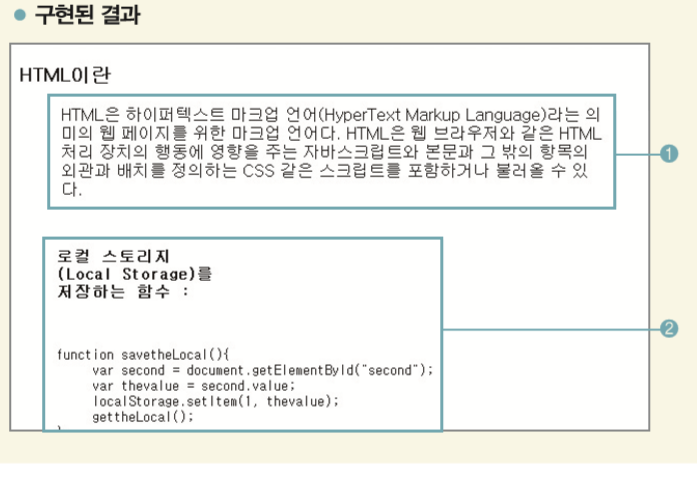 • 구현된 결과
HTML이란
HTML은 하이퍼텍스트 마크업 언어(HyperText Markup Language)라는 의
미의 웹 페이지를 위한 마크업 언어다. HTML은 웹 브라우저와 같은 HTML
처리 장치의 행동에 영향을 주는 자바스크립트와 본문과 그 밖의 항목의
외관과 배치를 정의하는 CSS 같은 스크립트를 포함하거나 불러올 수 있
다.
1
로컬 스토리지
(Local Storage)를
저장하는 함수 :
2
function savetheLocal(){
var second = document.getElementById("second");
var thevalue = second.value;
localStorage.setItem(1, thevalue);
gettheLocal();